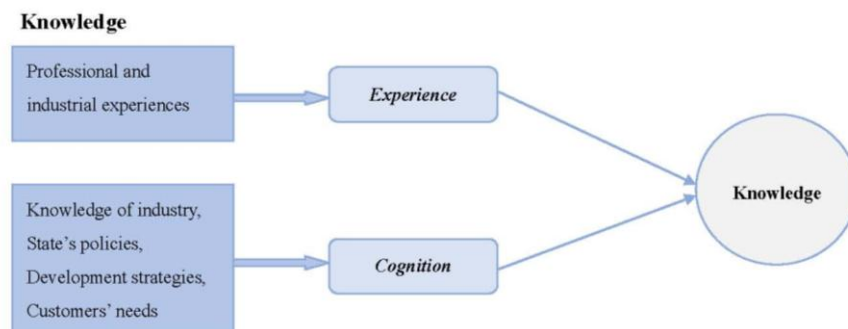 Knowledge
Professional and
industrial experiences
Experience
Knowledge
Knowledge of industry,
State's policies,
Development strategies,
Customers' needs
Cognition